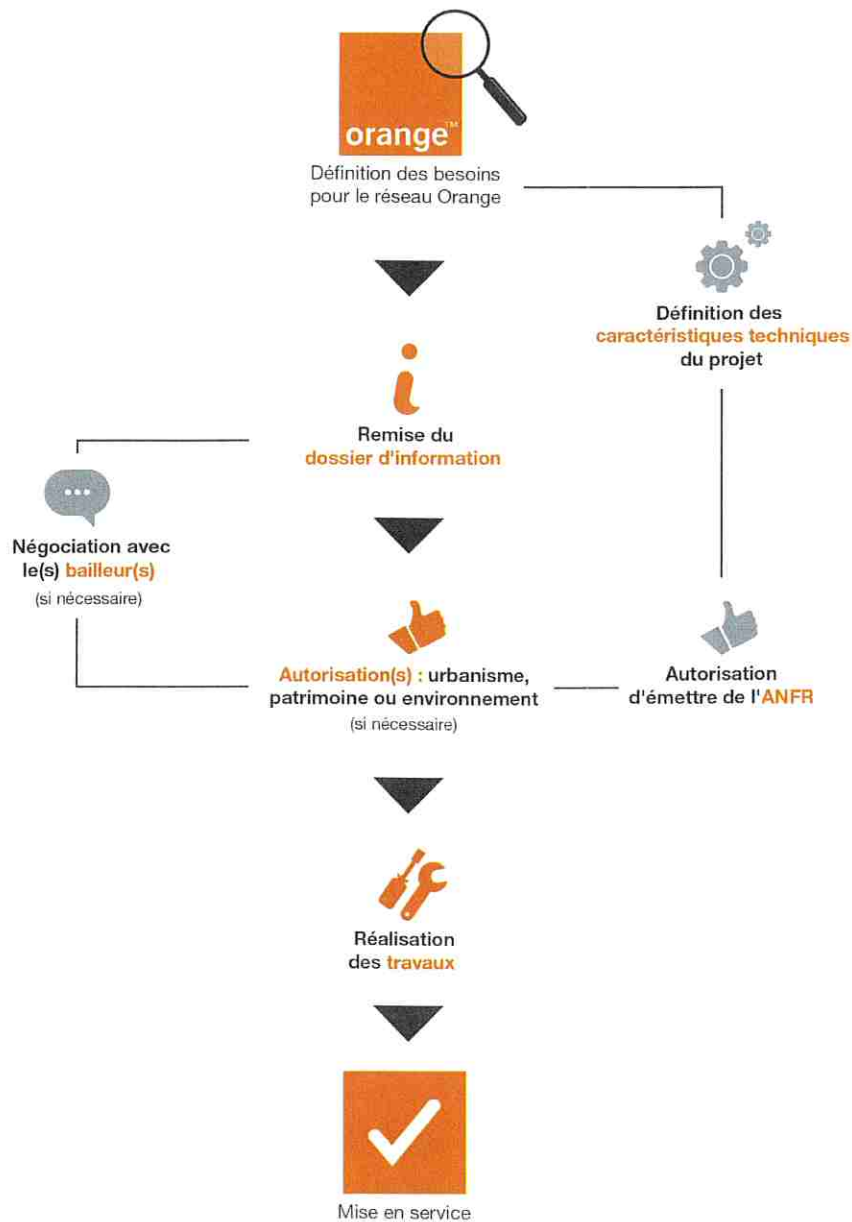 orange™
Définition des besoins
pour le réseau Orange
Définition des
caractéristiques techniques
du projet
Remise du
dossier d'information
Négociation avec
le(s) bailleur(s)
(si nécessaire)
Autorisation(s) : urbanisme,
patrimoine ou environnement
(si nécessaire)
Autorisation
d'émettre de l'ANFR
Réalisation
des travaux
Mise en service